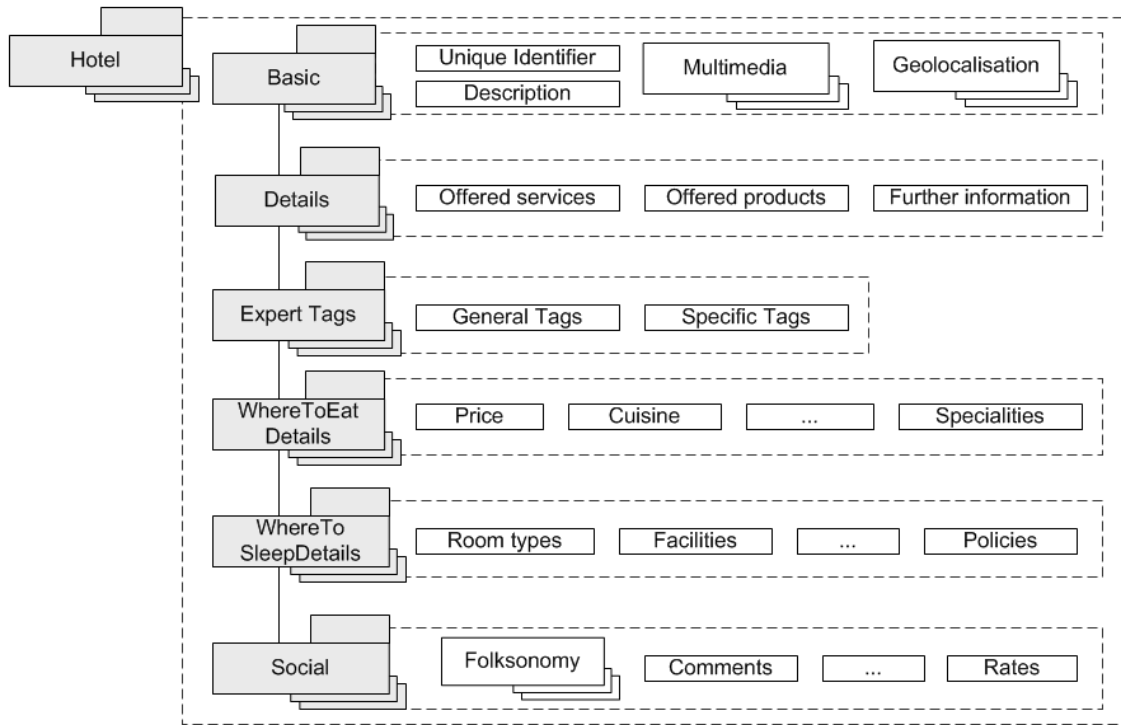 Hotel
Basic
Unique Identifier
Description
Multimedia
Geolocalisation
Details
Offered services
Offered products
Further information
Expert Tags
General Tags
Specific Tags
WhereToEat
Details
Price
Cuisine
...
Specialities
WhereTo
SleepDetails
Room types
Facilities
...
Policies
Social
Folksonomy
Comments
...
Rates